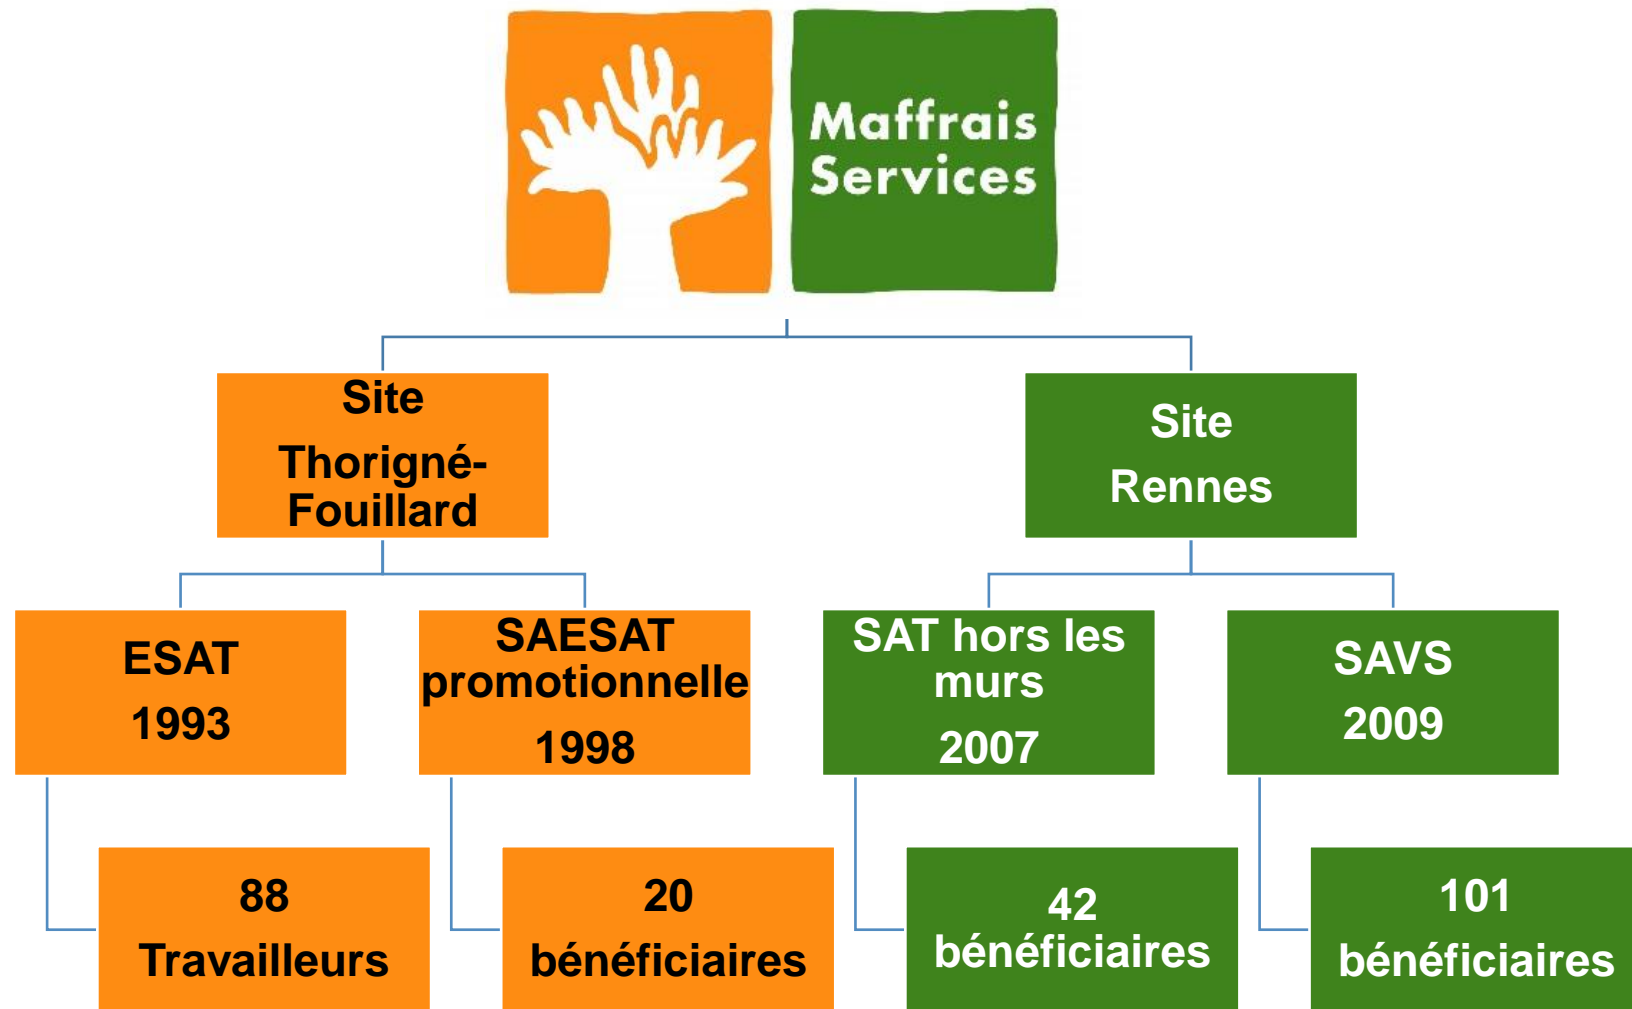 Maffrais
Services
Site
Thorigné-
Fouillard
Site
Rennes
ESAT
1993
SAESAT
promotionnelle
1998
SAT hors les
murs
2007
SAVS
2009
88
Travailleurs
20
bénéficiaires
42
bénéficiaires
101
bénéficiaires